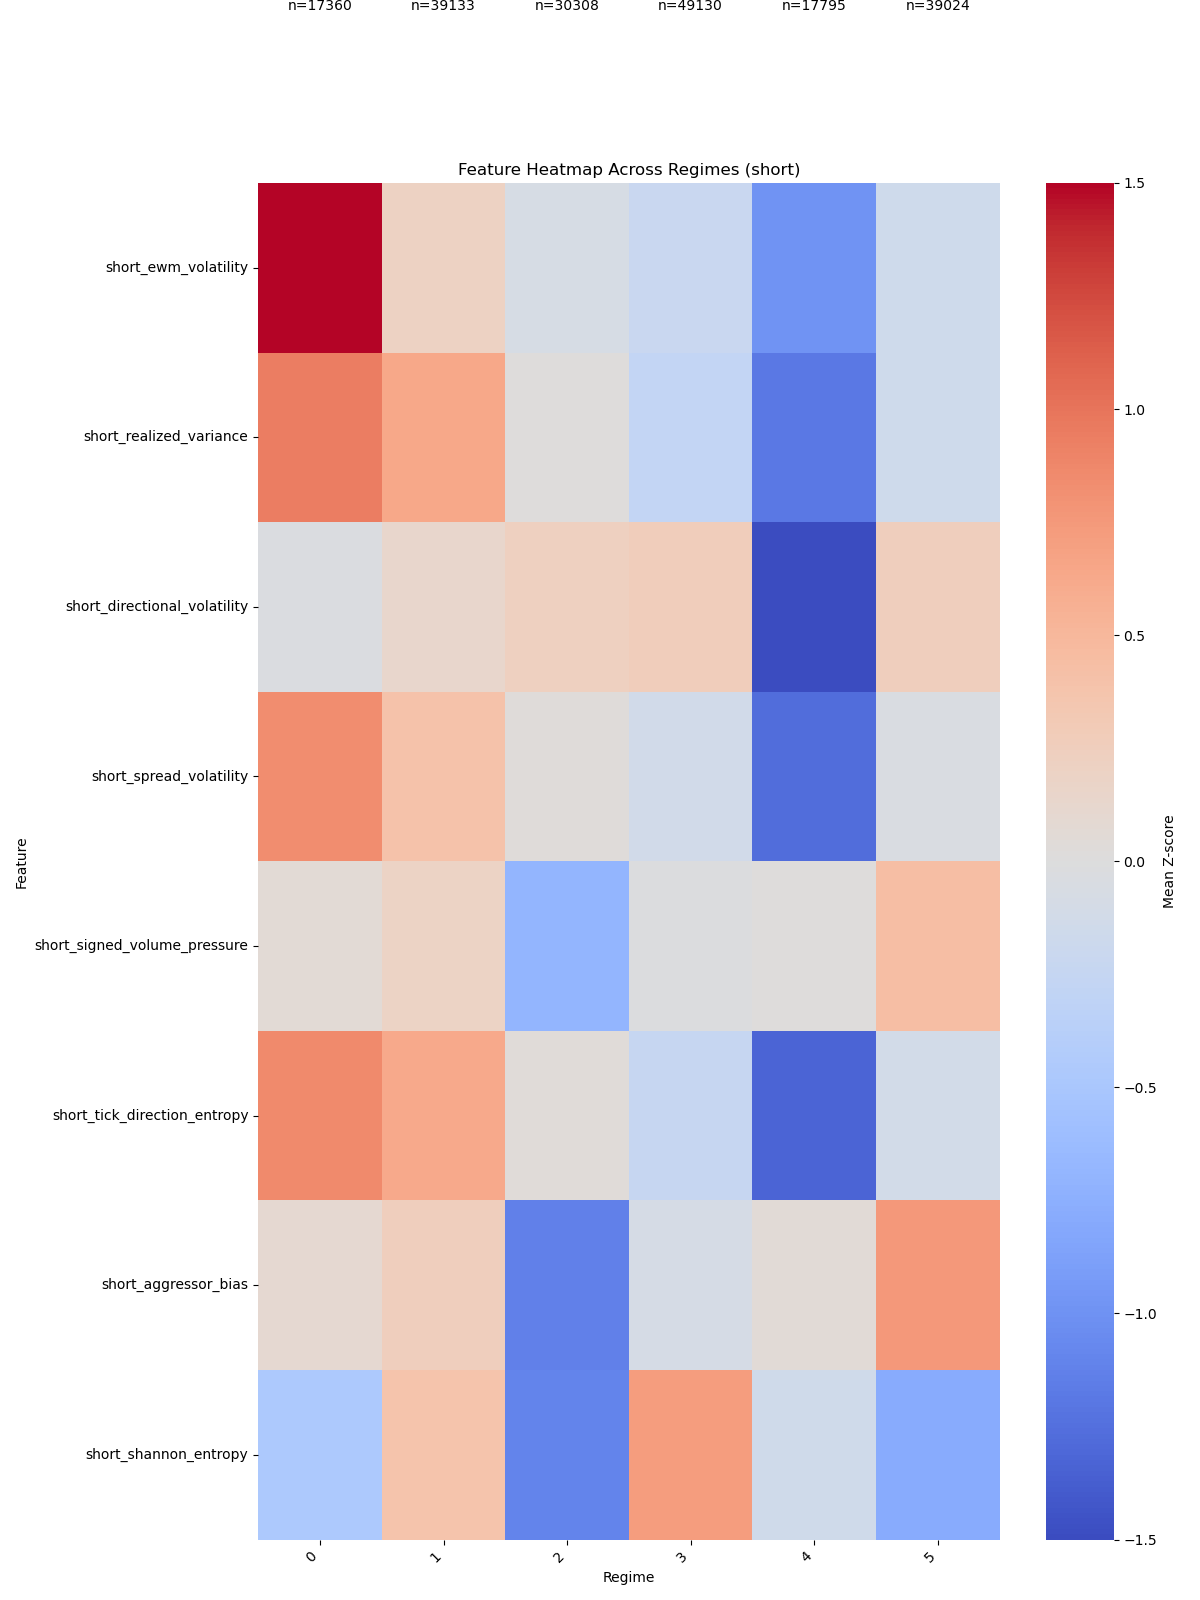 n=17360 n=39133 n=30308 n=49130 n=17795 n=39024
Feature Heatmap Across Regimes (short)
short_ewm_volatility
short_realized_variance
short_directional_volatility
short_spread_volatility
short_signed_volume_pressure
short_tick_direction_entropy
short_aggressor_bias
short_shannon_entropy
Feature
0 1 2 3 4 5
Regime
1.5
1.0
0.5
0.0
−0.5
−1.0
−1.5
Mean Z-score